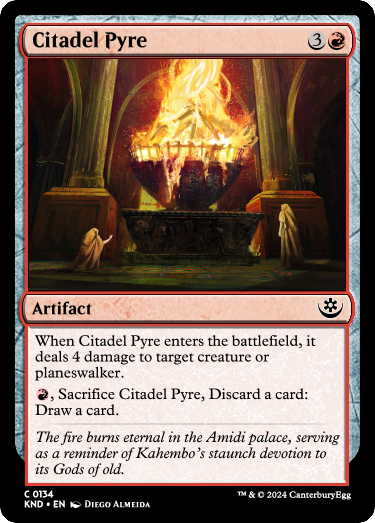 Citadel Pyre 3
Artifact
When Citadel Pyre enters the battlefield, it
deals 4 damage to target creature or
planeswalker.
, Sacrifice Citadel Pyre, Discard a card:
Draw a card.
The fire burns eternal in the Amidi palace, serving
as a reminder of Kahembo's staunch devotion to
its Gods of old.
C 0134
KND • EN DIEGO ALMEIDA
™ & © 2024 CanterburyEgg